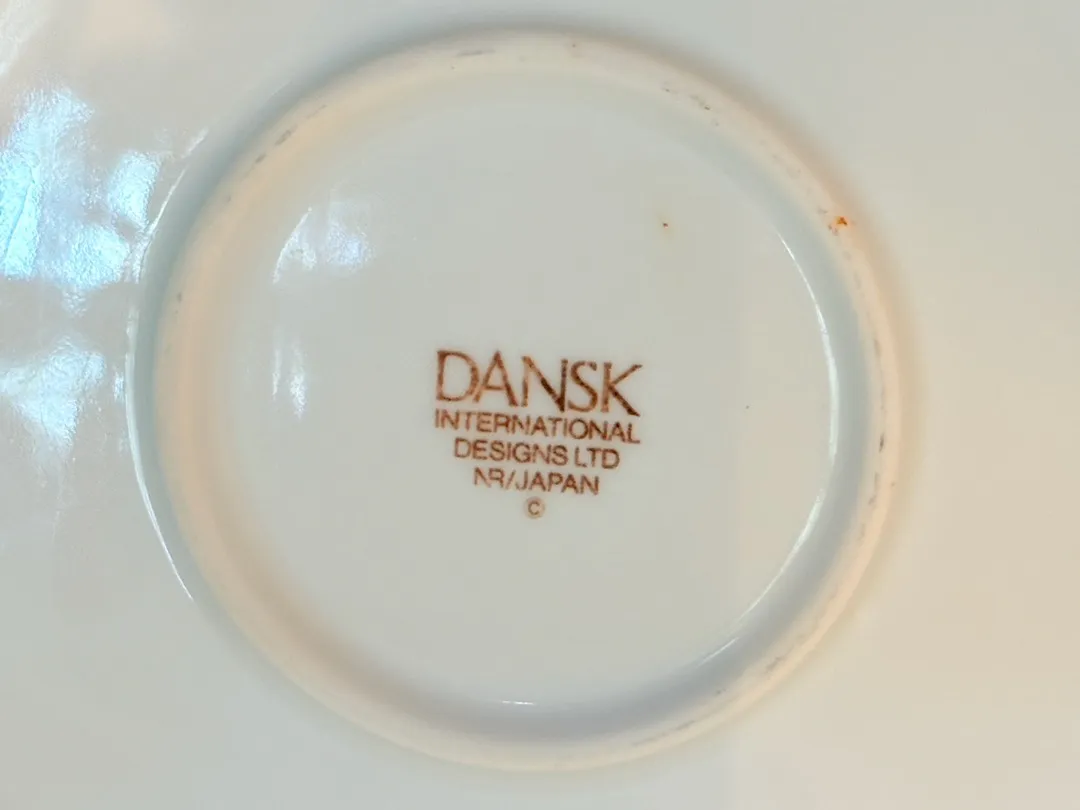 DANSK
INTERNATIONAL
DESIGNS LTD
NR/JAPAN
©